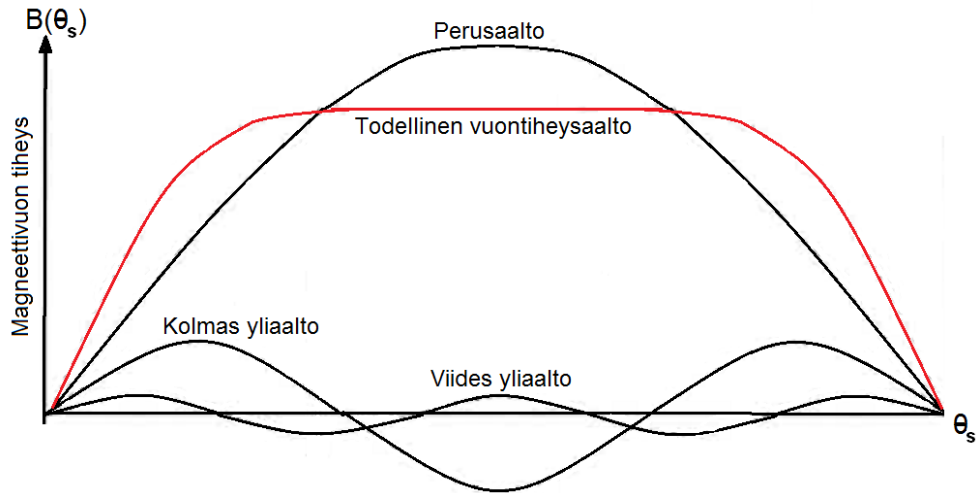 B(θs)
Perusaalto
Todellinen vuontiheysaalto
Magneettivuon tiheys
Kolmas yliaalto
Viides yliaalto
θs